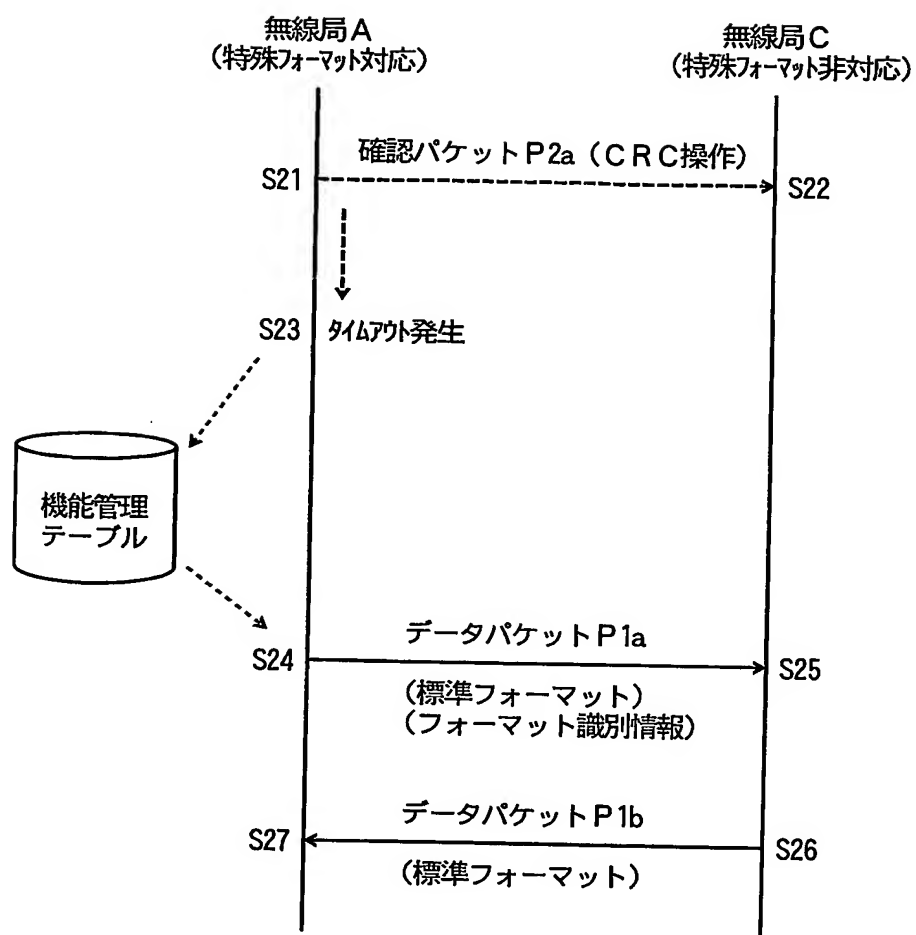 無線局A
(特殊フォーマット対応)
無線局C
(特殊フォーマット非対応)
確認パケットP2a(CRC操作)
S21
S22
S23
タイムアウト発生
機能管理
テーブル
データパケットP1a
S24
S25
(標準フォーマット)
(フォーマット識別情報)
データパケットP1b
S27
S26
(標準フォーマット)